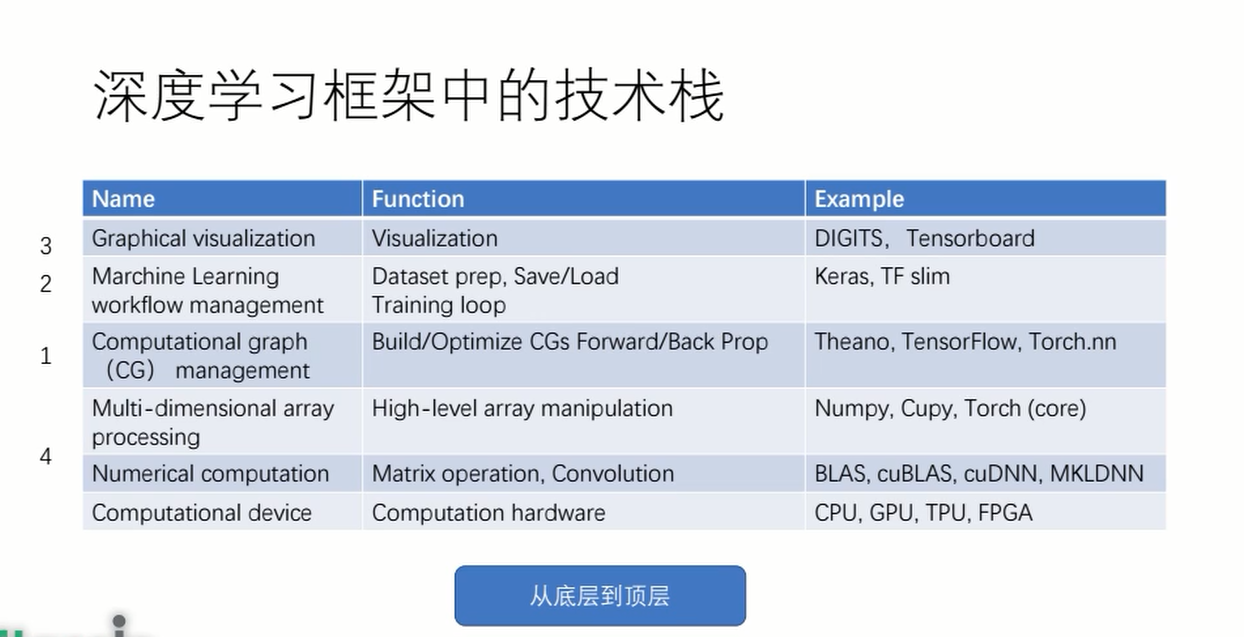 深度学习框架中的技术栈
Name Function Example
3 Graphical visualization Visualization DIGITS，Tensorboard
2 Marchine Learning Dataset prep, Save/Load Keras, TF slim
workflow management Training loop
1 Computational graph Build/Optimize CGs Forward/Back Prop Theano, TensorFlow, Torch.nn
（CG） management
Multi-dimensional array High-level array manipulation Numpy, Cupy, Torch (core)
processing
4
Numerical computation Matrix operation, Convolution BLAS, cuBLAS, cuDNN, MKLDNN
Computational device Computation hardware CPU, GPU, TPU, FPGA
从底层到顶层